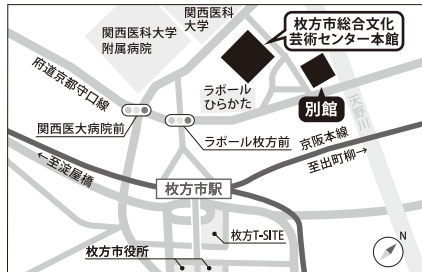 関西医科
大学
関西医科大学
附属病院
枚方市総合文化
芸術センター本館
府道京都守口線
ラポール
ひらかた
別館
天野川
関西医大病院前
ラポール枚方前
京阪本線
至出町柳→
←至淀屋橋
枚方市駅
枚方T-SITE
枚方市役所
N